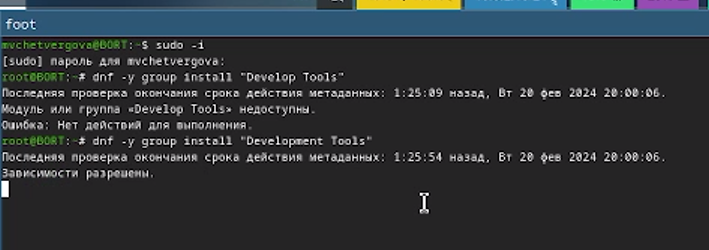 foot
mvchetvergova@BORT:~$ sudo -i
[sudo] пароль для mvchetvergova:
root@BORT:~# dnf -y group install "Develop Tools"
Последняя проверка окончания срока действия метаданных: 1:25:09 назад, Вт 20 фев 2024 20:00:06.
Модуль или группа «Develop Tools» недоступны.
Ошибка: Нет действий для выполнения.
root@BORT:~# dnf -y group install "Development Tools"
Последняя проверка окончания срока действия метаданных: 1:25:54 назад, Вт 20 фев 2024 20:00:06.
Зависимости разрешены.